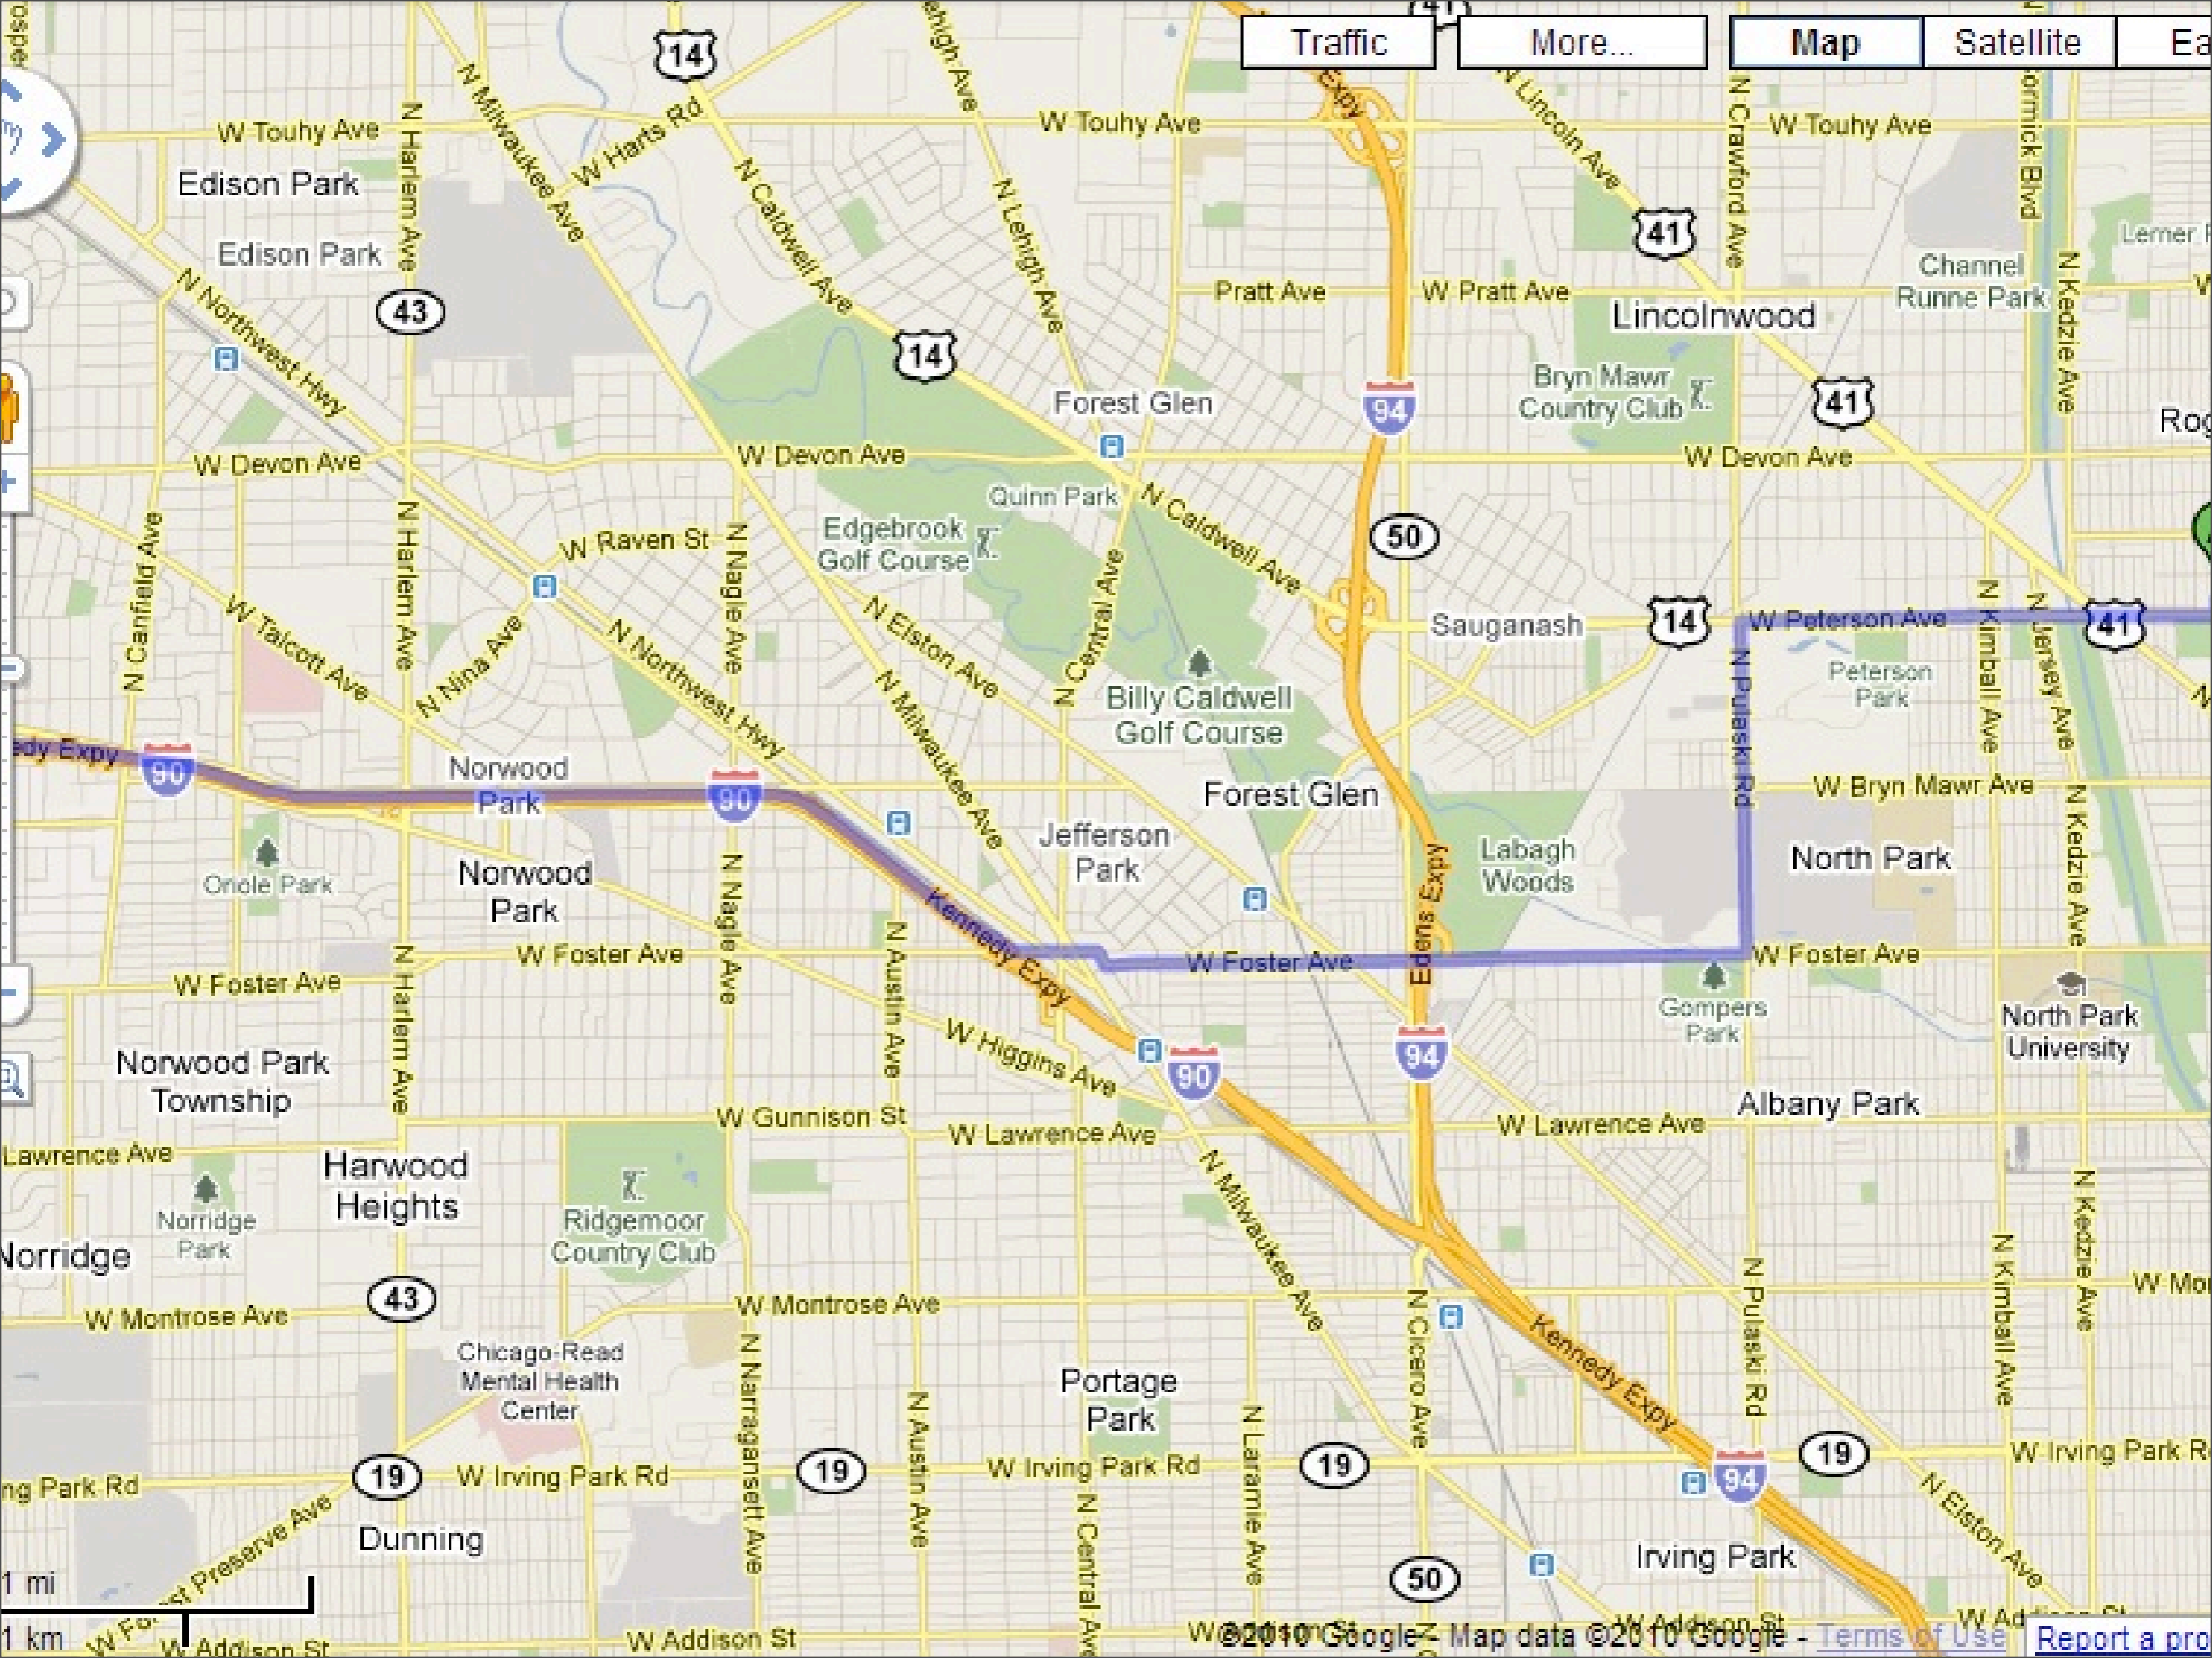 Traffic
More...
Map
Satellite
14
W Touhy Ave
N Harlem Ave
N Milwaukee Ave
W Harts Rd
W Touhy Ave
Expy
N Lincoln Ave
N Crawford Ave
W Touhy Ave
Edison Park
N Caldwell Ave
N Lehigh Ave
41
Edison Park
N Northwest Hwy
43
Pratt Ave
W Pratt Ave
Channel
Runne Park
N Kedzie Ave
Lincolnwood
14
Forest Glen
94
Bryn Mawr
Country Club
41
W Devon Ave
W Devon Ave
W Devon Ave
Quinn Park
N Caldwell Ave
N Canfield Ave
N Harlem Ave
W Raven St
N Nagle Ave
Edgebrook
Golf Course
N Central Ave
50
W Talcott Ave
N Nina Ave
N Northwest Hwy
N Elston Ave
Sauganash
14
W Peterson Ave
N Kimball Ave
N Jersey Ave
41
N Milwaukee Ave
Billy Caldwell
Golf Course
N Pulaski Rd
Peterson
Park
Expy
90
Norwood
Park
90
Forest Glen
W Bryn Mawr Ave
Oriole Park
Norwood
Park
N Nagle Ave
Jefferson
Park
Labagh
Woods
North Park
N Kedzie Ave
Kennedy Expy
Edens Expy
W Foster Ave
W Foster Ave
N Harlem Ave
N Austin Ave
W Foster Ave
W Foster Ave
Gompers
Park
North Park
University
Norwood Park
Township
W Higgins Ave
90
94
Albany Park
W Gunnison St
W Lawrence Ave
W Lawrence Ave
Lawrence Ave
Harwood
Heights
Norridge
Park
Ridgemoor
Country Club
N Milwaukee Ave
N Kedzie Ave
Norridge
43
W Montrose Ave
W Montrose Ave
N Cicero Ave
Kennedy Expy
N Pulaski Rd
N Kimball Ave
Chicago-Read
Mental Health
Center
N Narragansett Ave
N Austin Ave
Portage
Park
N Laramie Ave
19
W Irving Park Rd
19
W Irving Park Rd
19
94
19
W Irving Park R
Park Rd
Dunning
N Central Ave
50
Irving Park
N Elston Ave
1 mi
1 km
W Addison St
W Addison St
W Addison St
©2010 Google - Map data ©2010 Google - Terms of Use
Report a pro